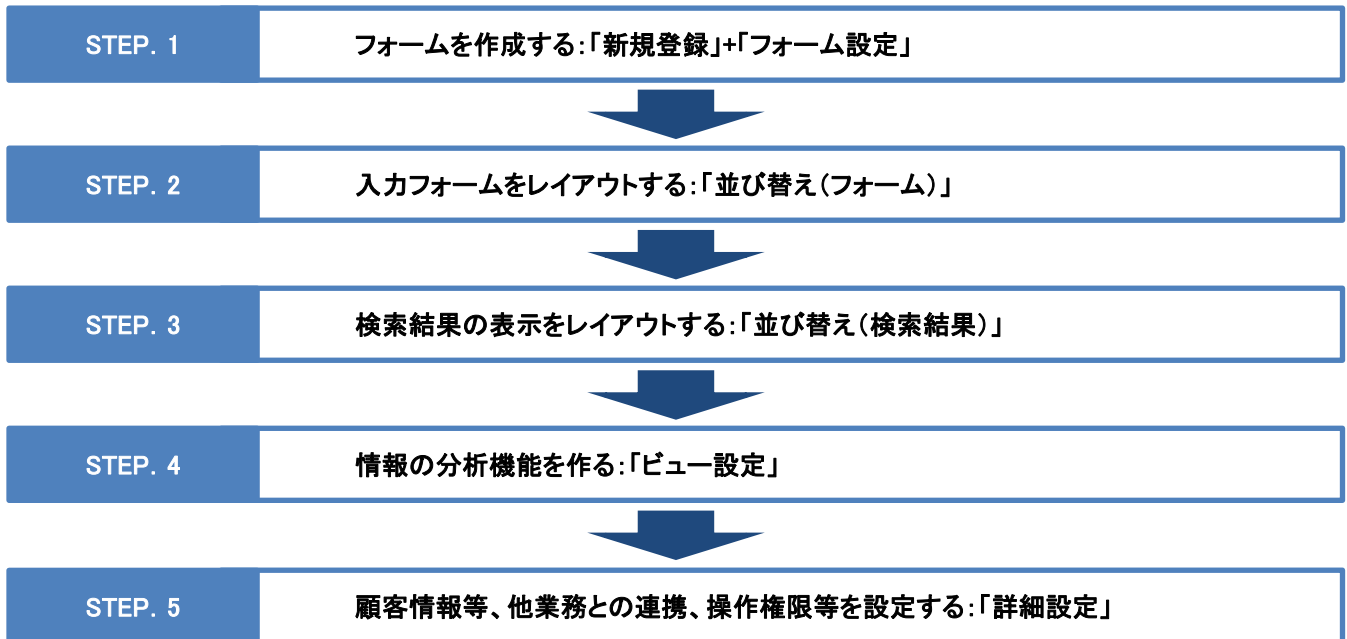 STEP. 1
フォームを作成する:「新規登録」+「フォーム設定」
STEP. 2
入力フォームをレイアウトする:「並び替え(フォーム)」
STEP. 3
検索結果の表示をレイアウトする:「並び替え(検索結果)」
STEP. 4
情報の分析機能を作る:「ビュー設定」
STEP. 5
顧客情報等、他業務との連携、操作権限等を設定する:「詳細設定」